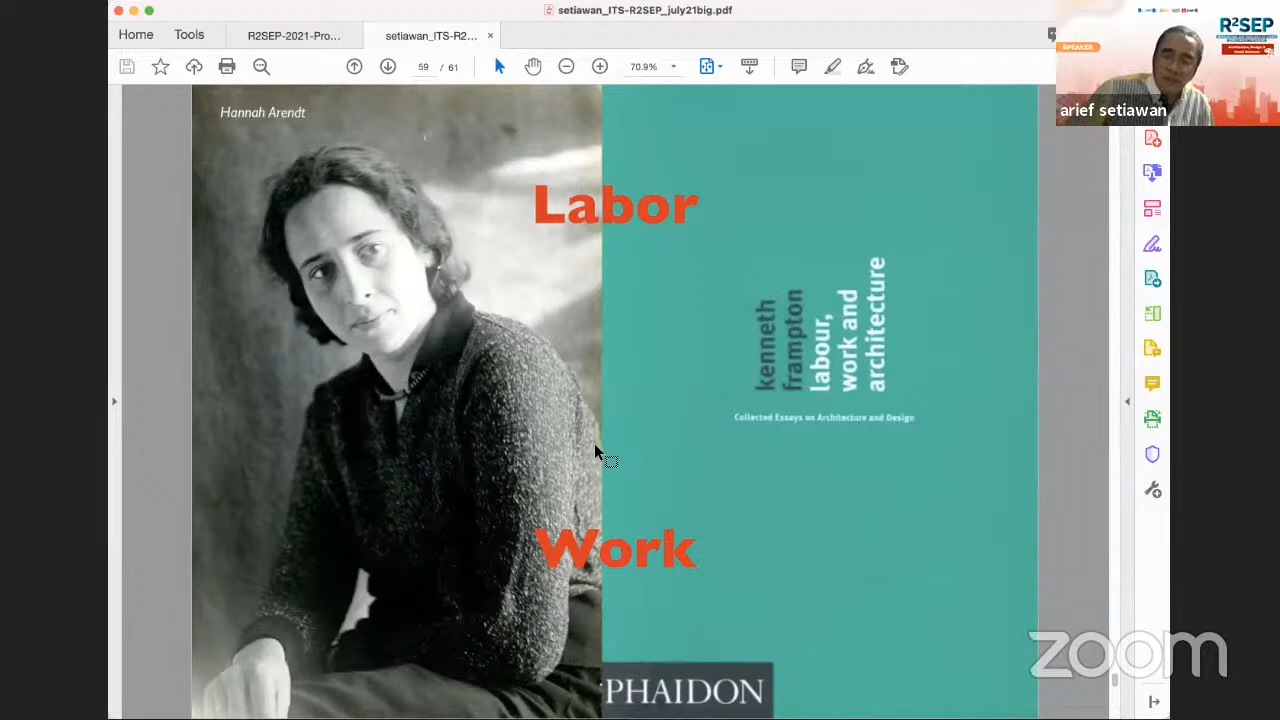 setiawan_ITS-R2SEP_july21big.pdf
Home
Tools
R2SEP-2021-Pro...
setiawan_ITS-R2...
×
59 / 61
70.9%
R²SEP
SPEAKER
arief setiawan
Hannah Arendt
Labor
kenneth
frampton
labour,
work and
architecture
Collected Essays on Architecture and Design
Work
PHAIDON
zoom